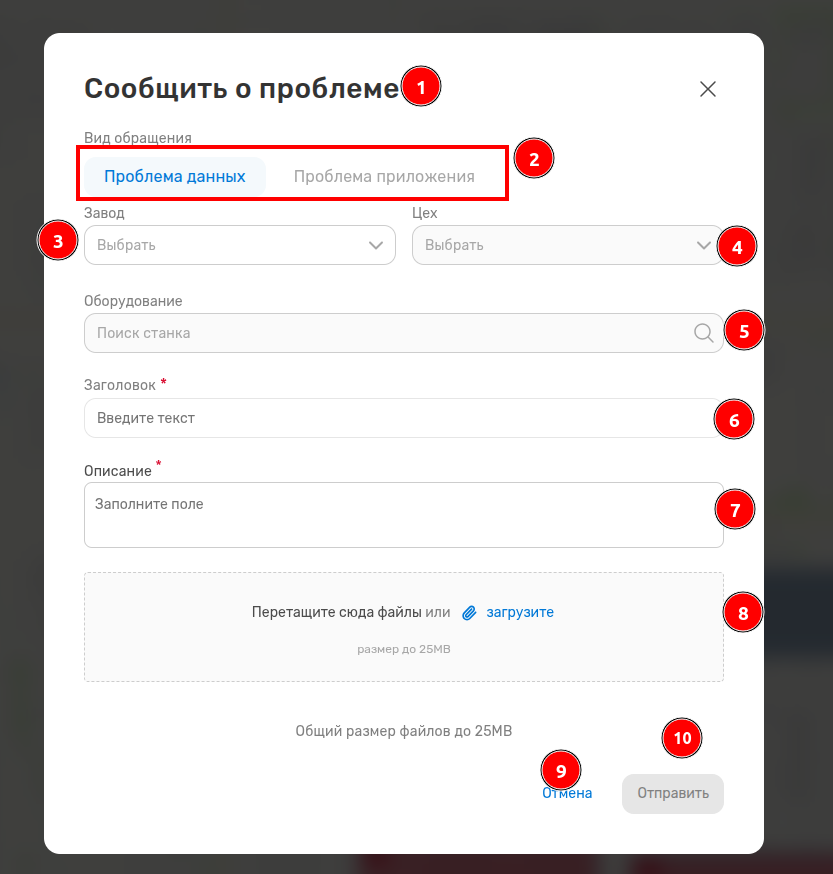 Сообщить о проблеме 1
Вид обращения
Проблема данных Проблема приложения 2
Завод Цех
3 Выбрать Выбрать 4
Оборудование
Поиск станка 5
Заголовок *
Введите текст 6
Описание *
Заполните поле 7
Перетащите сюда файлы или загрузите 8
размер до 25MB
Общий размер файлов до 25MB
9 10
Отмена Отправить